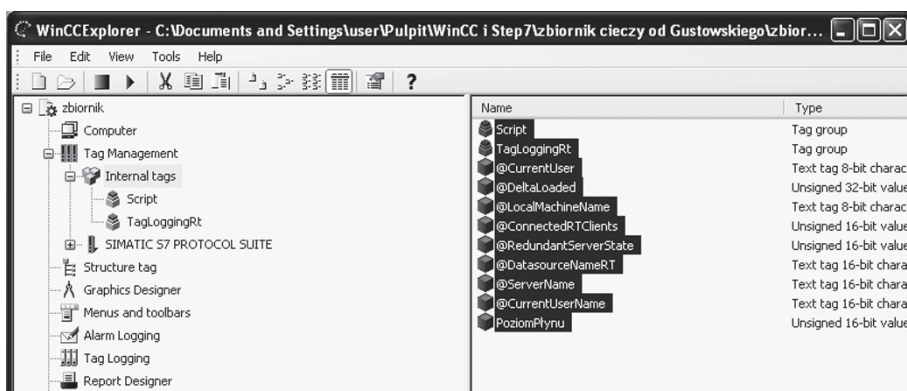 WinCCExplorer - C:\Documents and Settings\user\Pulpit\WinCC i Step7\zbiornik cieczy od Gustowskiego\zbior...
File Edit View Tools Help
zbiornik
Computer
Tag Management
Internal tags
Script
TagLoggingRt
SIMATIC S7 PROTOCOL SUITE
Structure tag
Graphics Designer
Menus and toolbars
Alarm Logging
Tag Logging
Report Designer
Name Type
Script Tag group
TagLoggingRt Tag group
@CurrentUser Text tag 8-bit charac
@DeltaLoaded Unsigned 32-bit value
@LocalMachineName Text tag 8-bit charac
@ConnectedRTClients Unsigned 16-bit value
@RedundantServerState Unsigned 16-bit value
@DatasourceNameRT Text tag 16-bit chara
@ServerName Text tag 16-bit chara
@CurrentUserName Text tag 16-bit chara
PoziomPłynu Unsigned 16-bit value